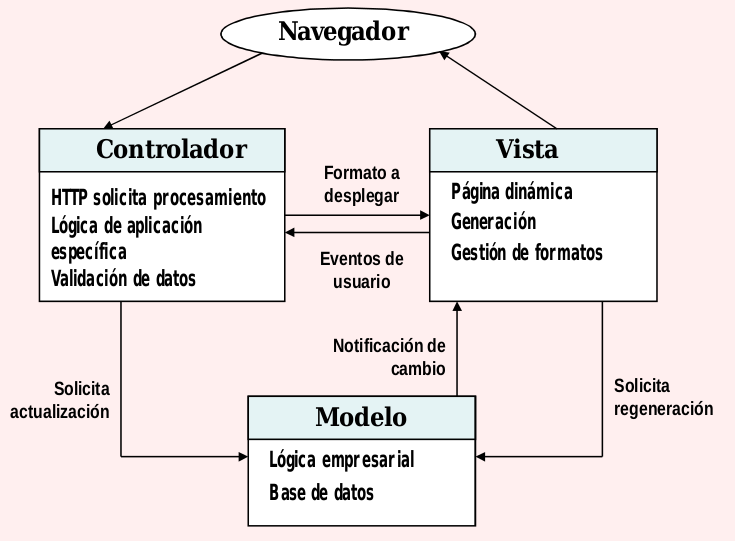 Navegador
Controlador
HTTP solicita procesamiento
Lógica de aplicación
específica
Validación de datos
Formato a
desplegar
Eventos de
usuario
Vista
Página dinámica
Generación
Gestión de formatos
Solicita
actualización
Notificación de
cambio
Solicita
regeneración
Modelo
Lógica empresarial
Base de datos